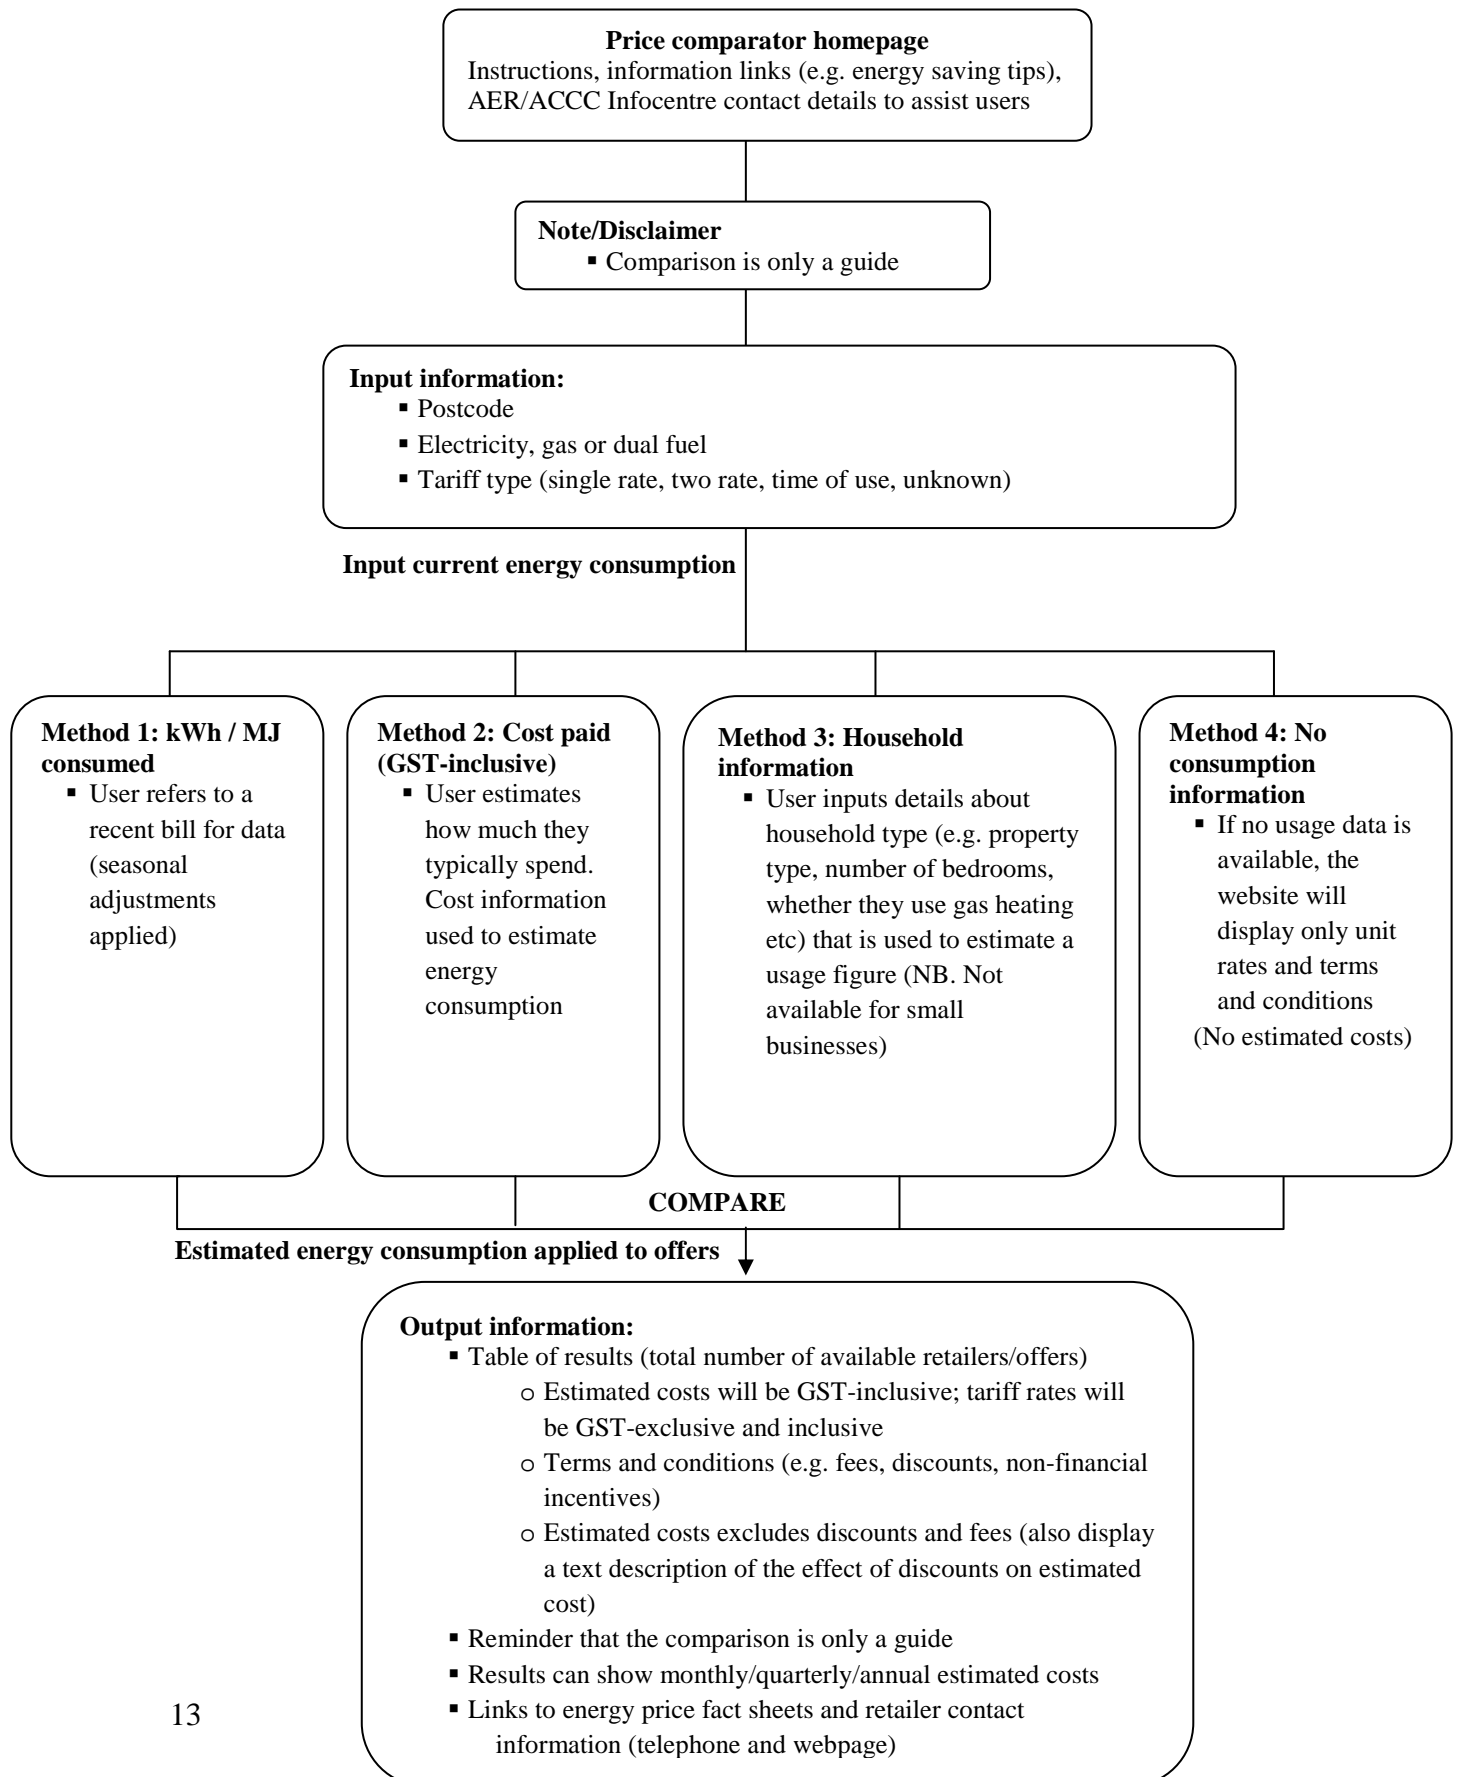 Price comparator homepage
Instructions, information links (e.g. energy saving tips),
AER/ACCC Infocentre contact details to assist users
Note/Disclaimer
▪ Comparison is only a guide
Input information:
▪ Postcode
▪ Electricity, gas or dual fuel
▪ Tariff type (single rate, two rate, time of use, unknown)
Input current energy consumption
Method 1: kWh / MJ
consumed
▪ User refers to a
recent bill for data
(seasonal
adjustments
applied)
Method 2: Cost paid
(GST-inclusive)
▪ User estimates
how much they
typically spend.
Cost information
used to estimate
energy
consumption
Method 3: Household
information
▪ User inputs details about
household type (e.g. property
type, number of bedrooms,
whether they use gas heating
etc) that is used to estimate a
usage figure (NB. Not
available for small
businesses)
Method 4: No
consumption
information
▪ If no usage data is
available, the
website will
display only unit
rates and terms
and conditions
(No estimated costs)
COMPARE
Estimated energy consumption applied to offers
Output information:
▪ Table of results (total number of available retailers/offers)
o Estimated costs will be GST-inclusive; tariff rates will
be GST-exclusive and inclusive
o Terms and conditions (e.g. fees, discounts, non-financial
incentives)
o Estimated costs excludes discounts and fees (also display
a text description of the effect of discounts on estimated
cost)
▪ Reminder that the comparison is only a guide
▪ Results can show monthly/quarterly/annual estimated costs
▪ Links to energy price fact sheets and retailer contact
information (telephone and webpage)
13